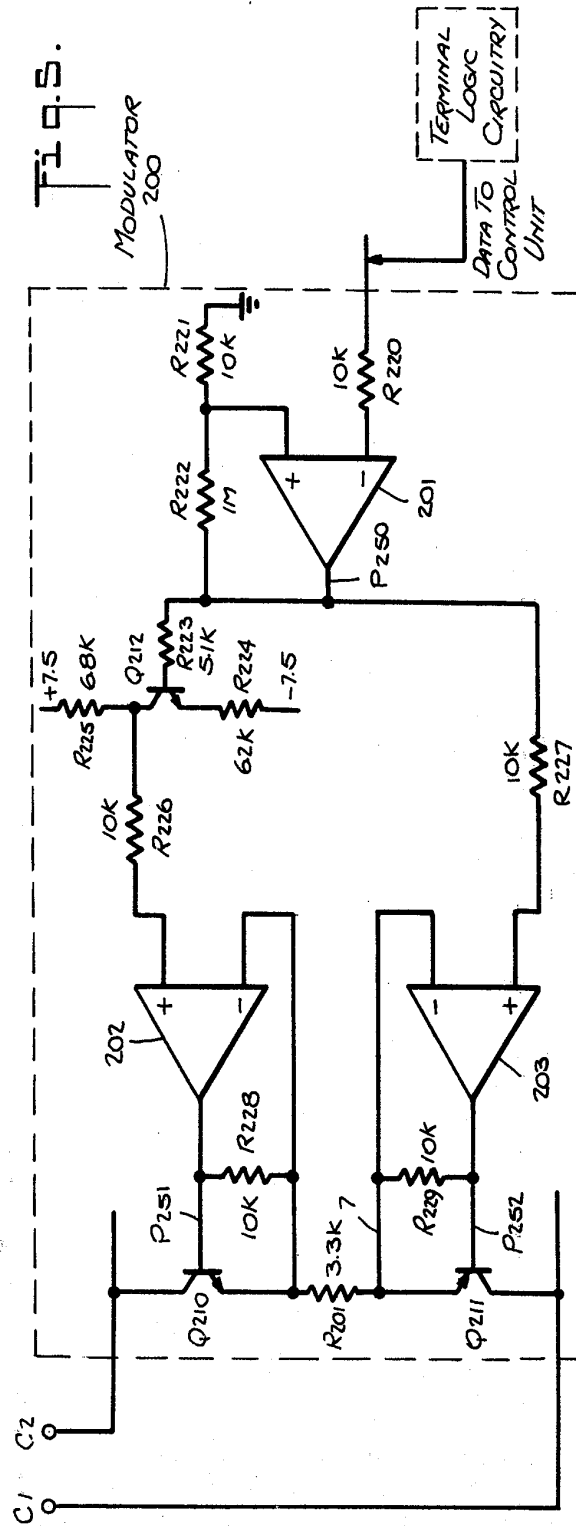 Fig. 5.
MODULATOR
200
TERMINAL
LOGIC
CIRCUITRY
DATA TO
CONTROL
UNIT
R221
10K
10K
R220
R222
1M
+
-
201
P250
+7.5
68K
R225
Q212
R223
5.1K
R224
62K
-7.5
10K
R226
10K
R227
202
+
-
-
+
203
P251
R228
10K
10K
R229
P252
Q210
3.3K
R201
7
Q211
C2
C1